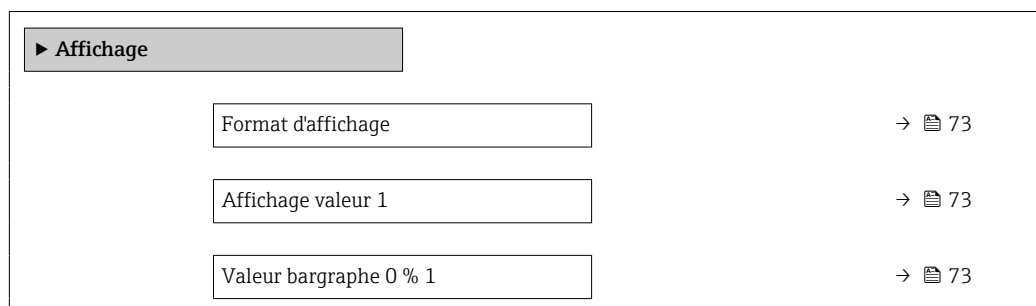 ▶ Affichage
Format d'affichage → 73
Affichage valeur 1 → 73
Valeur bargraphe 0 % 1 → 73